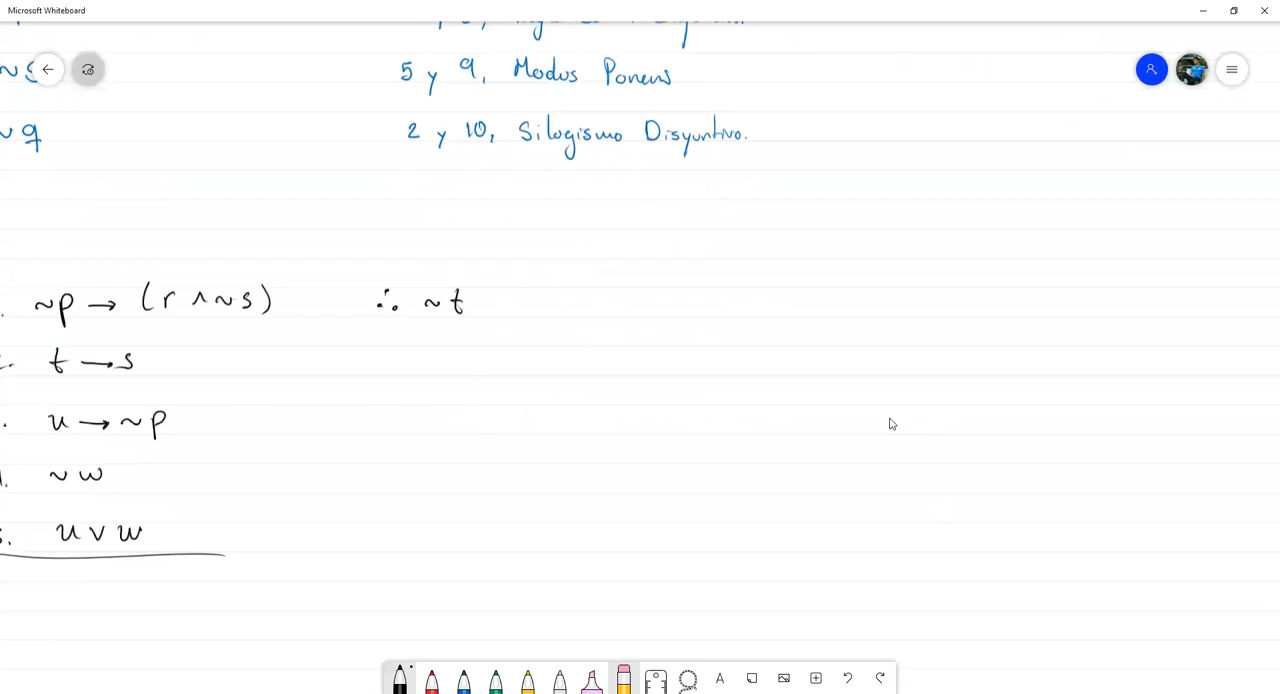 Microsoft Whiteboard
~s
5 y 9, Modus Ponens
~q
2 y 10, Silogismo Disyuntivo.
~p → (r ∧ ~s) ∴ ~t
t → s
u → ~p
~w
u ∨ w
A